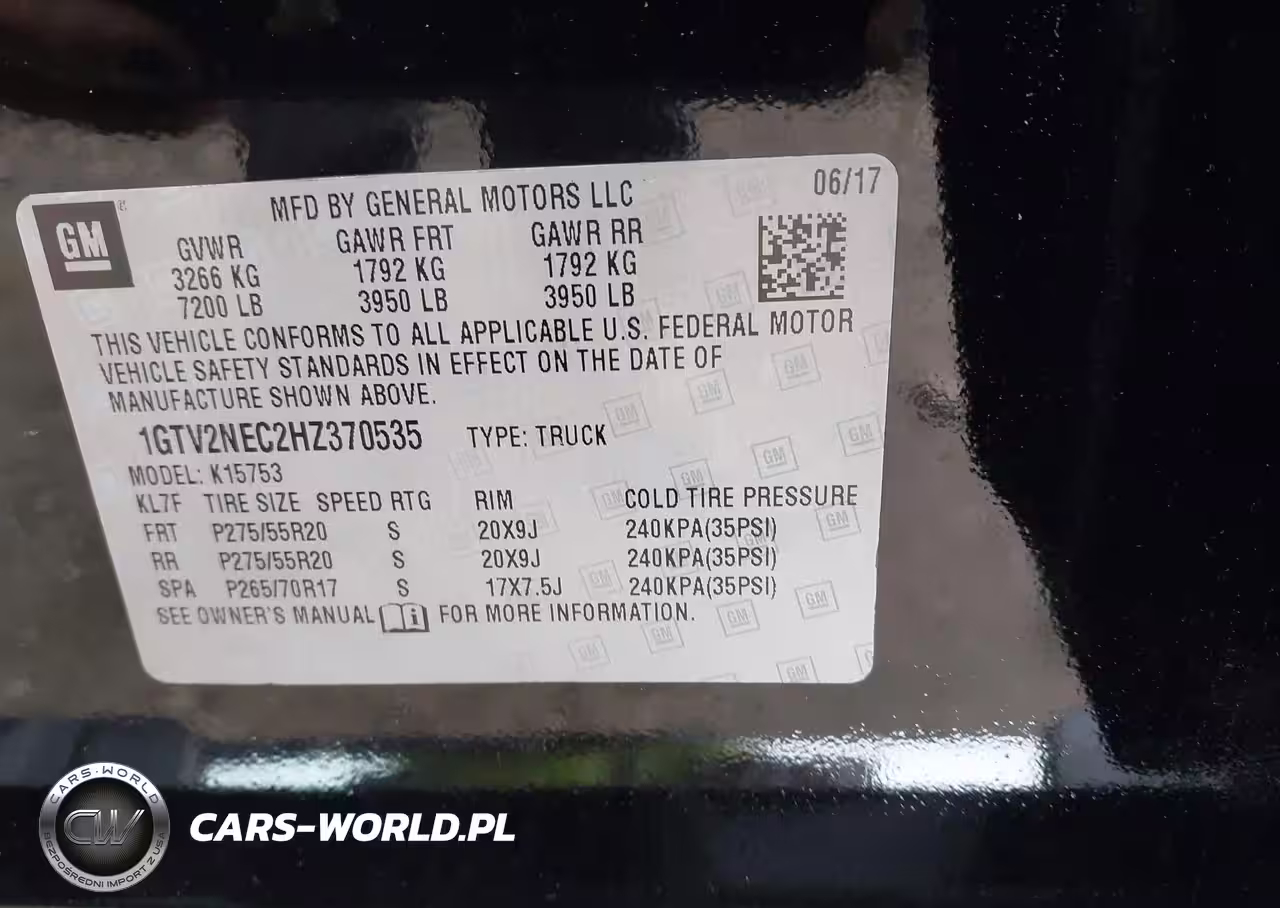 GM
MFD BY GENERAL MOTORS LLC
06/17
GVWR GAWR FRT GAWR RR
3266 KG 1792 KG 1792 KG
7200 LB 3950 LB 3950 LB
THIS VEHICLE CONFORMS TO ALL APPLICABLE U.S. FEDERAL MOTOR
VEHICLE SAFETY STANDARDS IN EFFECT ON THE DATE OF
MANUFACTURE SHOWN ABOVE.
1GTV2NEC2HZ370535 TYPE: TRUCK
MODEL: K15753
KL7F TIRE SIZE SPEED RTG RIM COLD TIRE PRESSURE
FRT P275/55R20 S 20X9J 240KPA(35PSI)
RR P275/55R20 S 20X9J 240KPA(35PSI)
SPA P265/70R17 S 17X7.5J 240KPA(35PSI)
SEE OWNER'S MANUAL FOR MORE INFORMATION.
CARS-WORLD
CW
BEZPOŚREDNI IMPORT Z USA
CARS-WORLD.PL